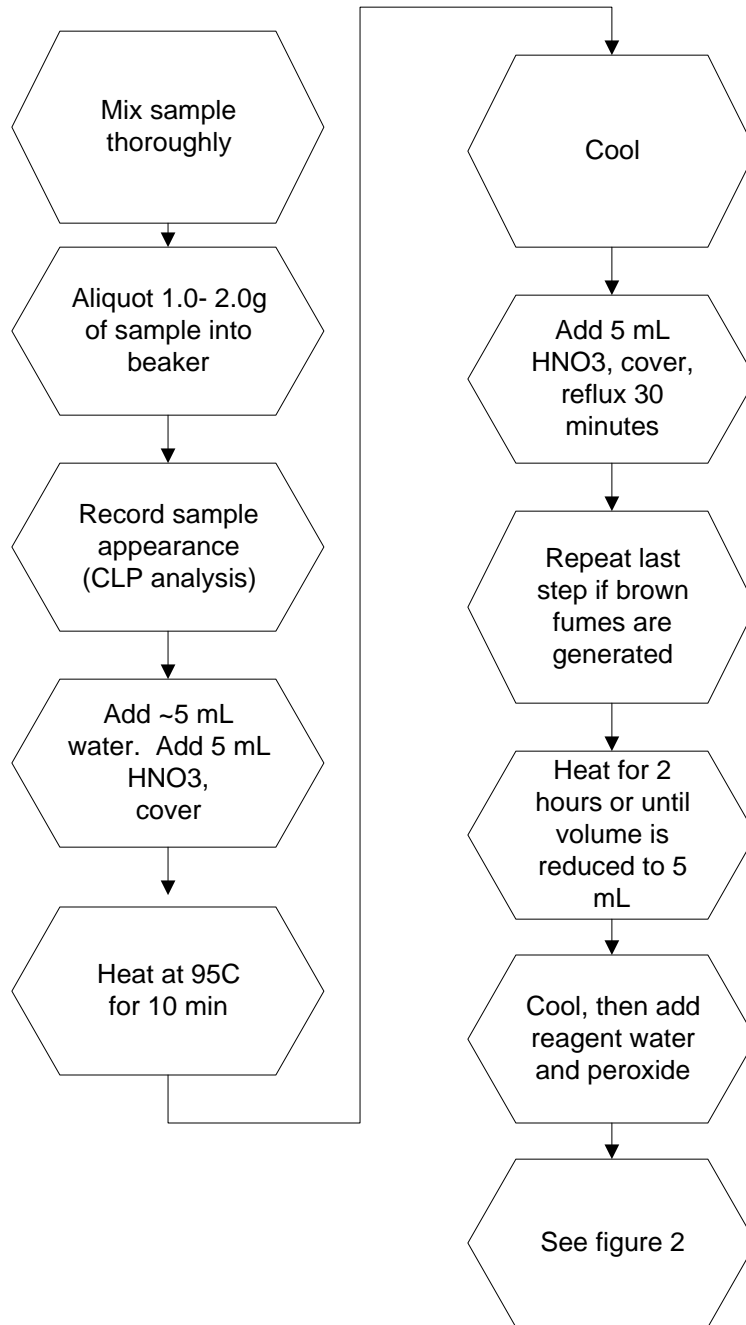 Mix sample
thoroughly
Aliquot 1.0- 2.0g
of sample into
beaker
Record sample
appearance
(CLP analysis)
Add ~5 mL
water.  Add 5 mL
HNO3,
cover
Heat at 95C
for 10 min
Cool
Add 5 mL
HNO3, cover,
reflux 30
minutes
Repeat last
step if brown
fumes are
generated
Heat for 2
hours or until
volume is
reduced to 5
mL
Cool, then add
reagent water
and peroxide
See figure 2